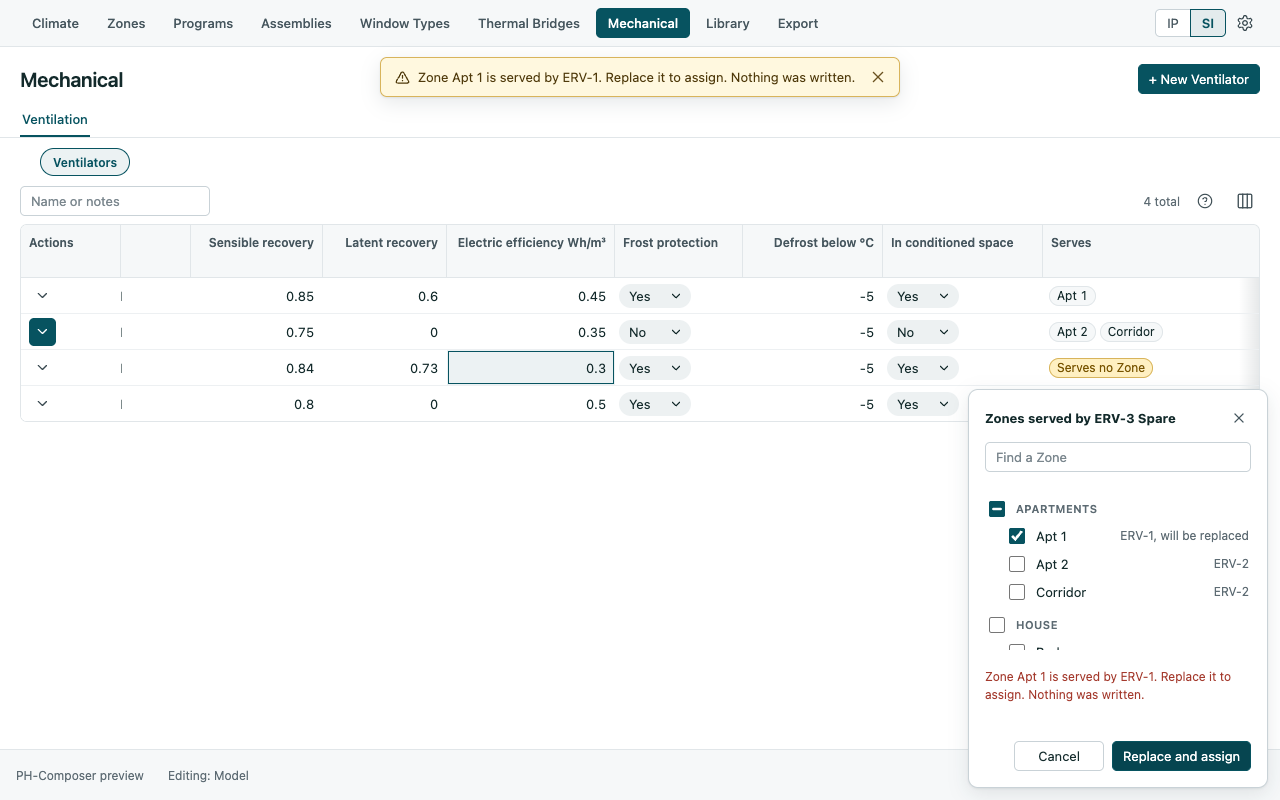 Climate Zones Programs Assemblies Window Types Thermal Bridges Mechanical Library Export IP SI
Zone Apt 1 is served by ERV-1. Replace it to assign. Nothing was written.
Mechanical
+ New Ventilator
Ventilation
Ventilators
Name or notes
4 total
Actions Sensible recovery Latent recovery Electric efficiency Wh/m³ Frost protection Defrost below °C In conditioned space Serves
0.85 0.6 0.45 Yes -5 Yes Apt 1
0.75 0 0.35 No -5 No Apt 2 Corridor
0.84 0.73 0.3 Yes -5 Yes Serves no Zone
0.8 0 0.5 Yes -5 Yes
Zones served by ERV-3 Spare
Find a Zone
APARTMENTS
Apt 1 ERV-1, will be replaced
Apt 2 ERV-2
Corridor ERV-2
HOUSE
Zone Apt 1 is served by ERV-1. Replace it to
assign. Nothing was written.
Cancel Replace and assign
PH-Composer preview Editing: Model